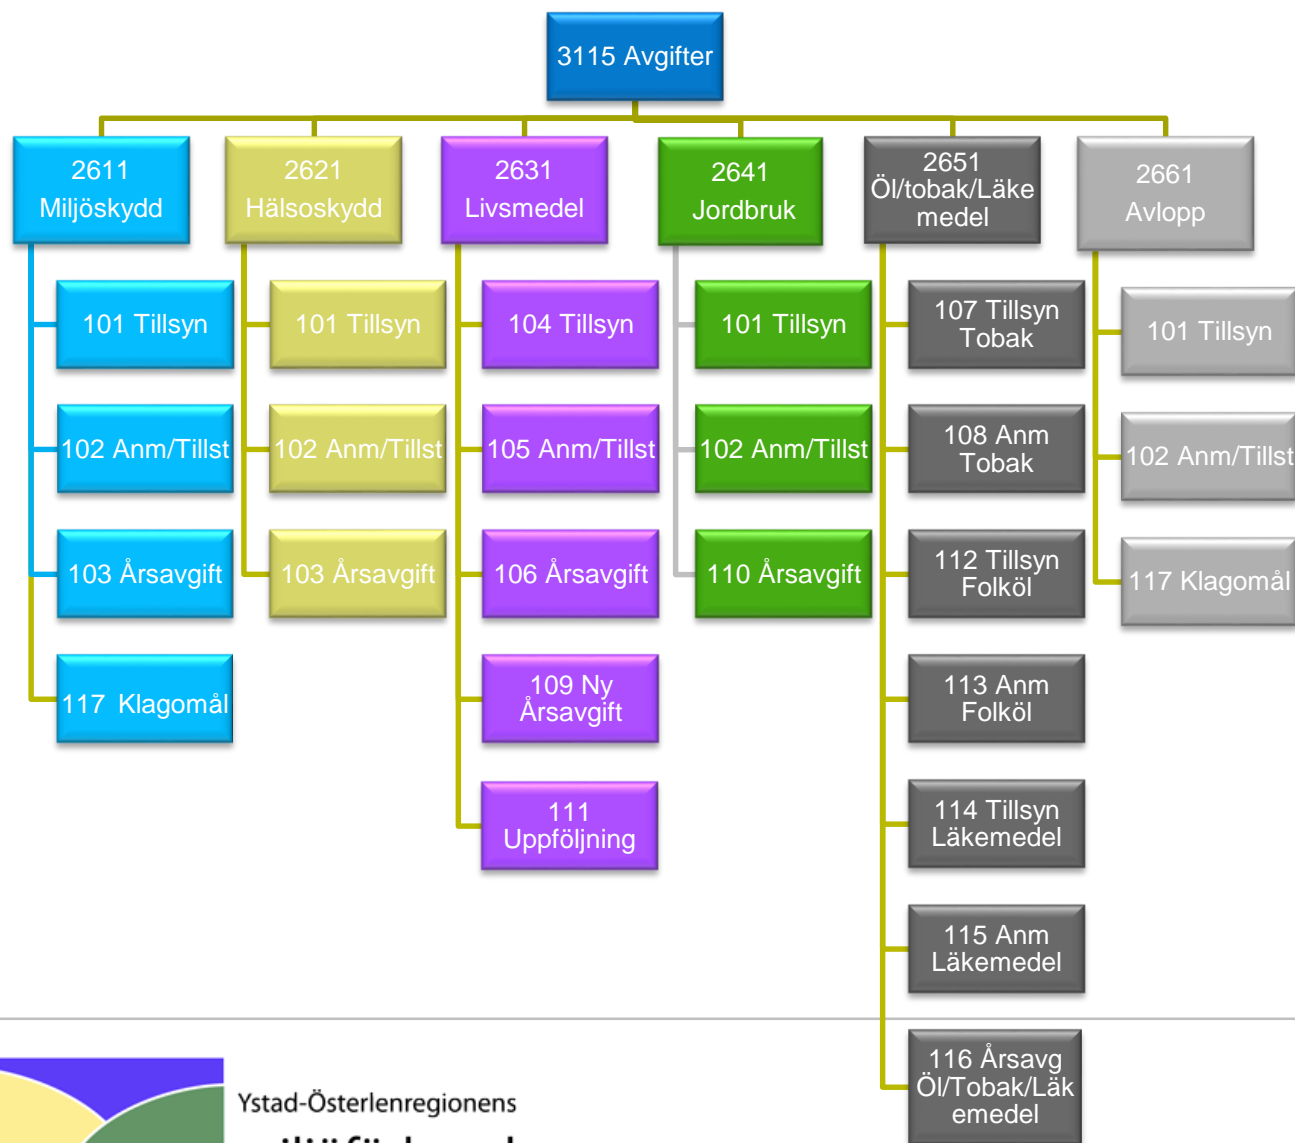 3115 Avgifter
2611
Miljöskydd
101 Tillsyn
102 Anm/Tillst
103 Årsavgift
117 Klagomål
2621
Hälsoskydd
101 Tillsyn
102 Anm/Tillst
103 Årsavgift
2631
Livsmedel
104 Tillsyn
105 Anm/Tillst
106 Årsavgift
109 Ny
Årsavgift
111
Uppföljning
2641
Jordbruk
101 Tillsyn
102 Anm/Tillst
110 Årsavgift
2651
Öl/tobak/Läke
medel
107 Tillsyn
Tobak
108 Anm
Tobak
112 Tillsyn
Folköl
113 Anm
Folköl
114 Tillsyn
Läkemedel
115 Anm
Läkemedel
116 Årsavg
Öl/Tobak/Läk
emedel
2661
Avlopp
101 Tillsyn
102 Anm/Tillst
117 Klagomål
Ystad-Österlenregionens